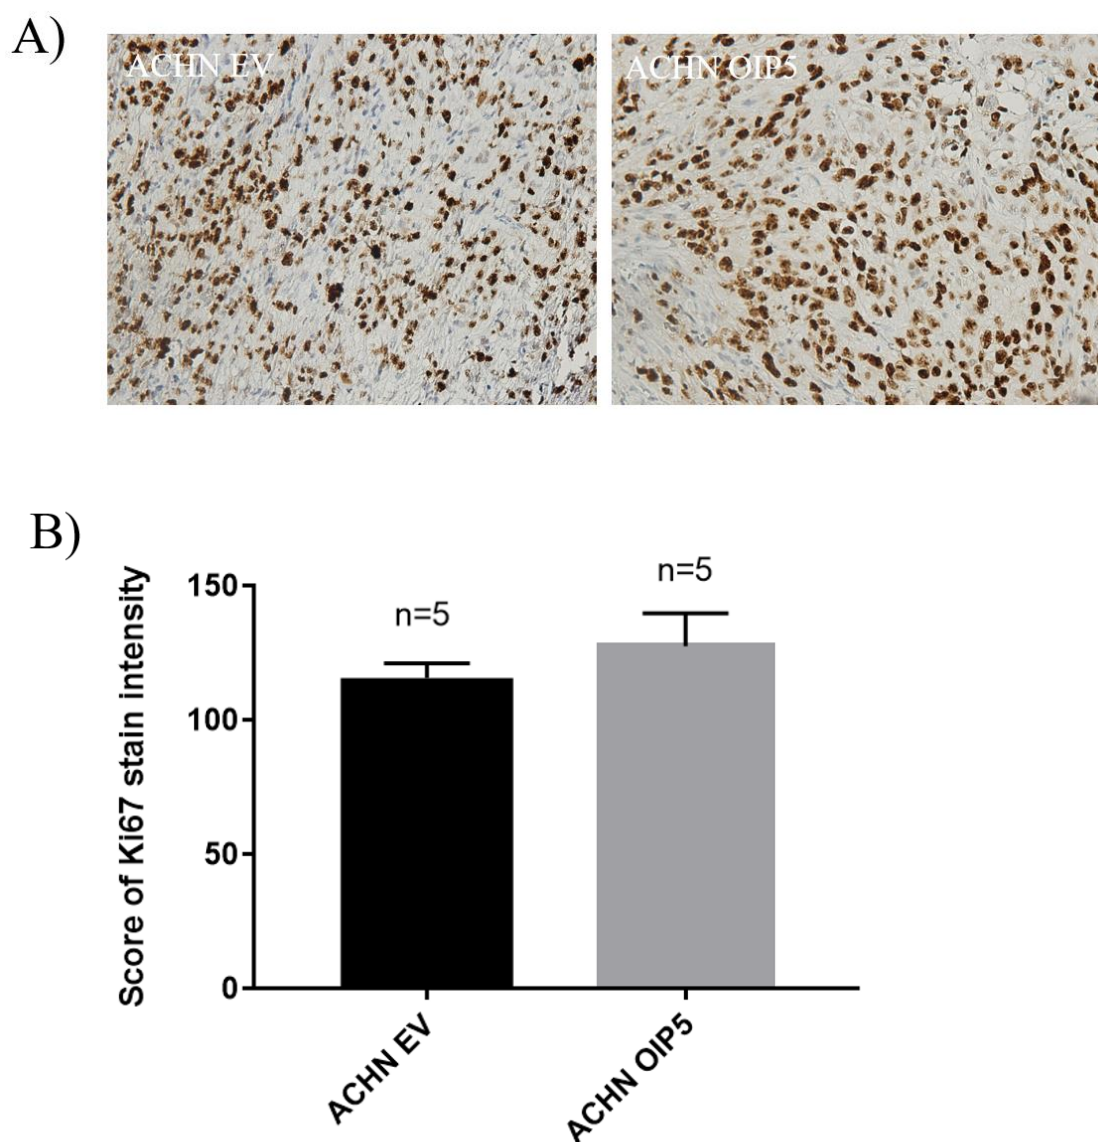 A)
ACHN EV
ACHN OIP5
B)
Score of Ki67 stain intensity
150
100
50
0
n=5
n=5
ACHN EV
ACHN OIP5